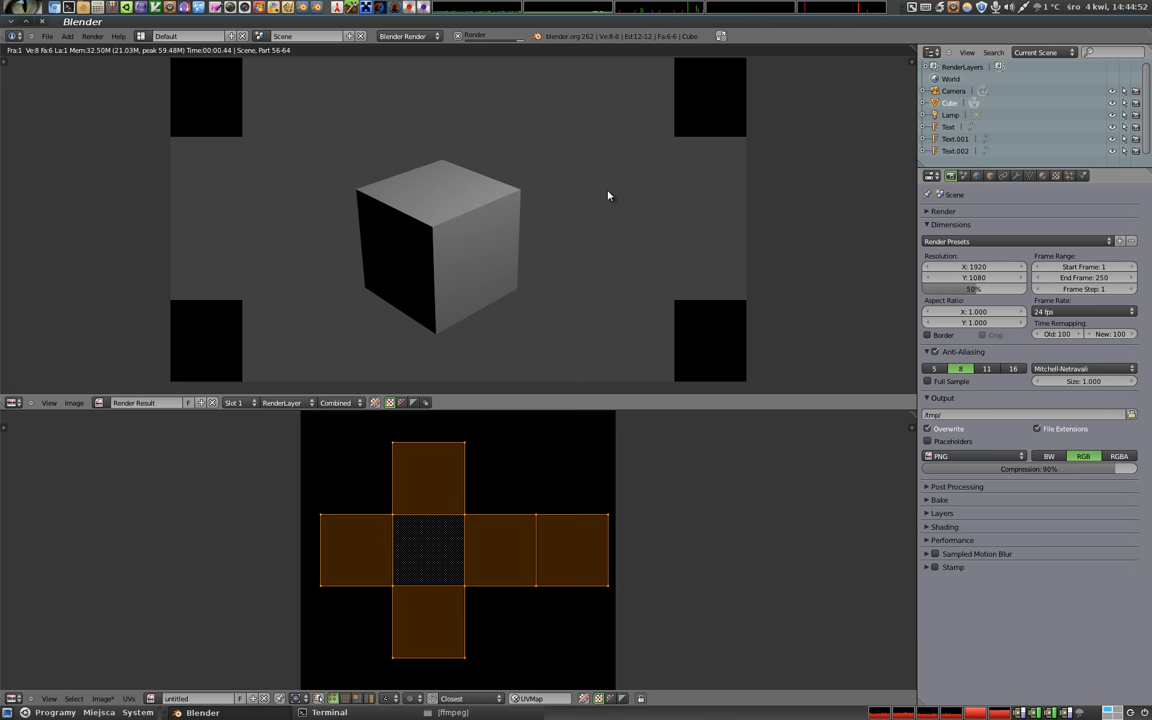 1 °C śro 4 kwi, 14:44:52
Blender
File Add Render Help Default Scene Blender Render Render blender.org 262 | Ve:8-8 | Ed:12-12 | Fa:6-6 | Cube
Fra:1 Ve:8 Fa:6 La:1 Mem:32.50M (21.03M, peak 59.48M) Time:00:00.44 | Scene, Part 56-64
View Search Current Scene
RenderLayers
World
Camera
Cube
Lamp
Text
Text.001
Text.002
Scene
Render
Dimensions
Render Presets
Resolution: Frame Range:
X: 1920 Start Frame: 1
Y: 1080 End Frame: 250
50% Frame Step: 1
Aspect Ratio: Frame Rate:
X: 1.000 24 fps
Y: 1.000 Time Remapping:
Border Crop Old: 100 New: 100
Anti-Aliasing
5 8 11 16 Mitchell-Netravali
Full Sample Size: 1.000
Output
/tmp/
Overwrite File Extensions
Placeholders
PNG BW RGB RGBA
Compression: 90%
Post Processing
Bake
Layers
Shading
Performance
Sampled Motion Blur
Stamp
View Image Render Result F Slot 1 RenderLayer Combined
View Select Image* UVs untitled F Closest UVMap
Programy Miejsca System Blender Terminal [ffmpeg]